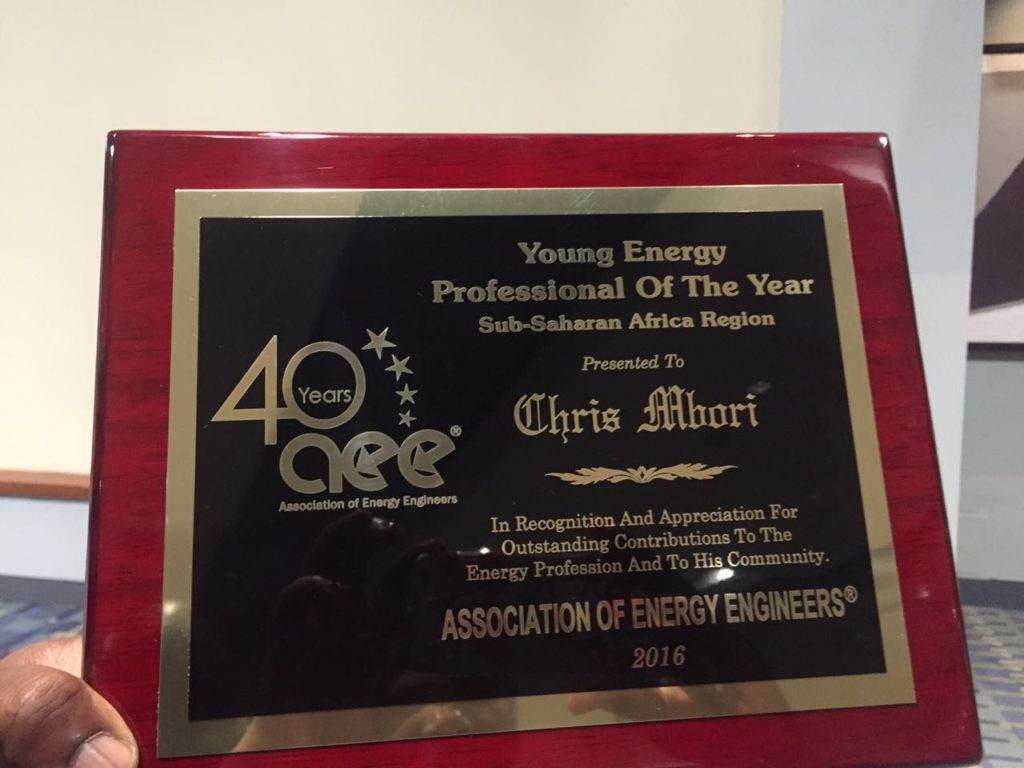 Young Energy
Professional Of The Year
Sub-Saharan Africa Region
Presented To
Chris Mbori
40 Years
aee®
Association of Energy Engineers
In Recognition And Appreciation For
Outstanding Contributions To The
Energy Profession And To His Community.
ASSOCIATION OF ENERGY ENGINEERS®
2016